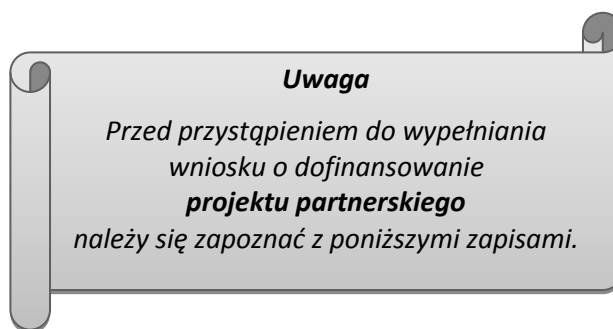 Uwaga
Przed przystąpieniem do wypełniania
wniosku o dofinansowanie
projektu partnerskiego
należy się zapoznać z poniższymi zapisami.